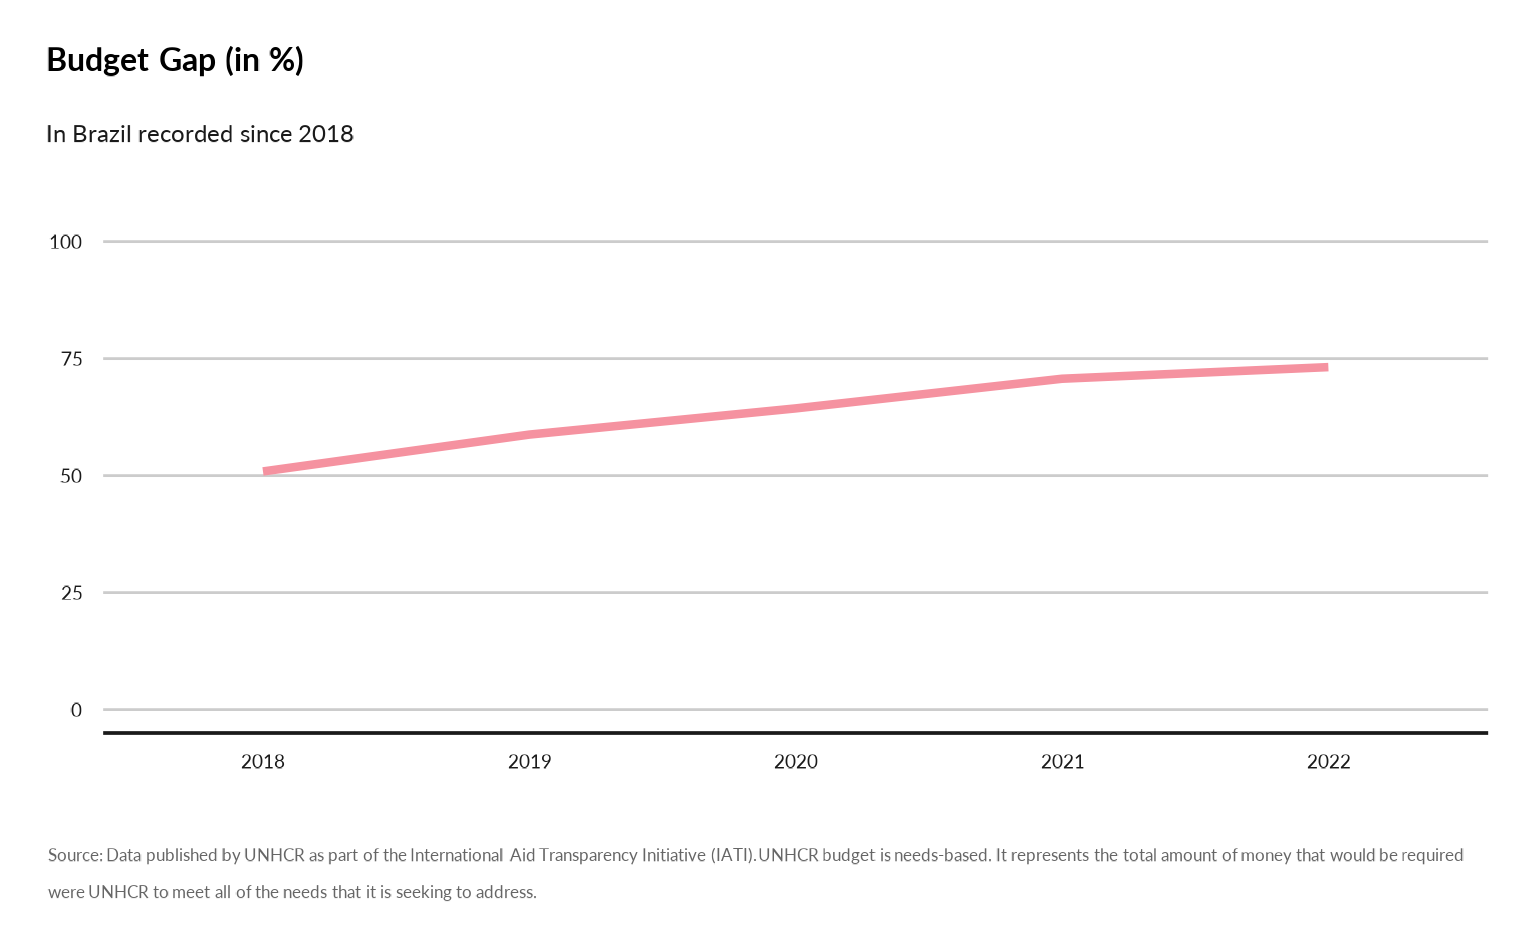 Budget Gap (in %)
In Brazil recorded since 2018
100
75
50
25
0
2018 2019 2020 2021 2022
Source: Data published by UNHCR as part of the International Aid Transparency Initiative (IATI).UNHCR budget is needs-based. It represents the total amount of money that would be required
were UNHCR to meet all of the needs that it is seeking to address.